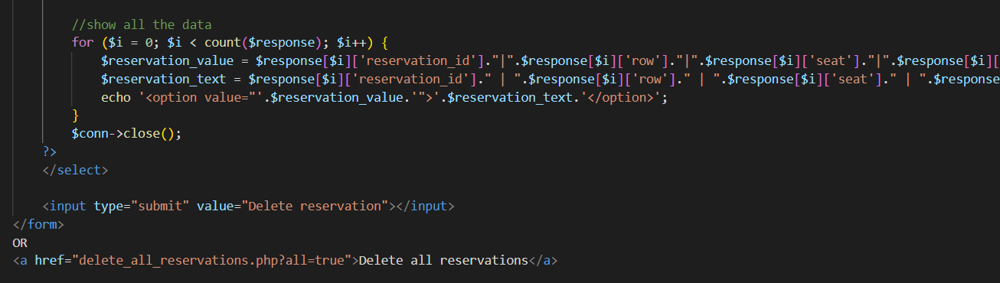 //show all the data
for ($i = 0; $i < count($response); $i++) {
$reservation_value = $response[$i]['reservation_id']."|".$response[$i]['row']."|".$response[$i]['seat']."|".$response[$i][
$reservation_text = $response[$i]['reservation_id']." | ".$response[$i]['row']." | ".$response[$i]['seat']." | ".$response
echo '<option value="'.$reservation_value.'">'.$reservation_text.'</option>';
}
$conn->close();
?>
</select>
<input type="submit" value="Delete reservation"></input>
</form>
OR
<a href="delete_all_reservations.php?all=true">Delete all reservations</a>